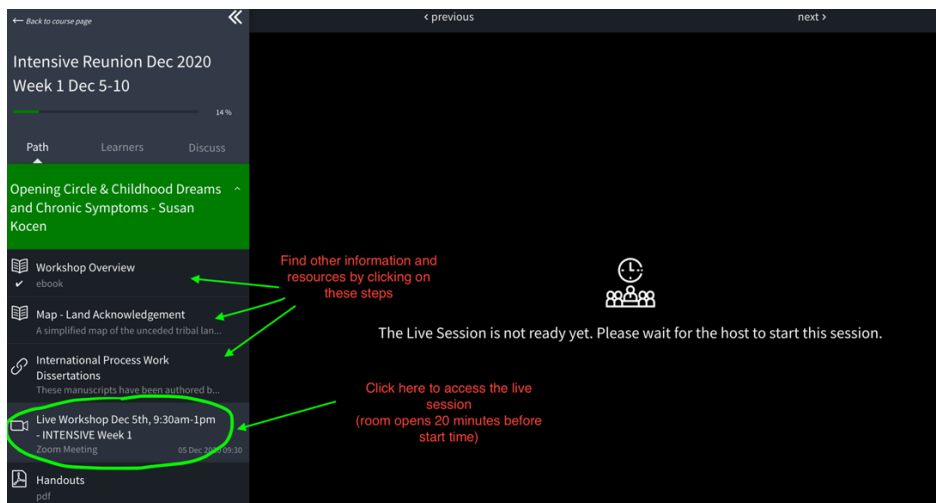 ← Back to course page
«
Intensive Reunion Dec 2020
Week 1 Dec 5-10
14 %
Path Learners Discuss
Opening Circle & Childhood Dreams
and Chronic Symptoms - Susan
Kocen
Workshop Overview
ebook
Map - Land Acknowledgement
A simplified map of the unceded tribal lan...
International Process Work
Dissertations
These manuscripts have been authored b...
Live Workshop Dec 5th, 9:30am-1pm
- INTENSIVE Week 1
Zoom Meeting 05 Dec 2020 09:30
Handouts
pdf
‹ previous next ›
Find other information and
resources by clicking on
these steps
The Live Session is not ready yet. Please wait for the host to start this session.
Click here to access the live
session
(room opens 20 minutes before
start time)